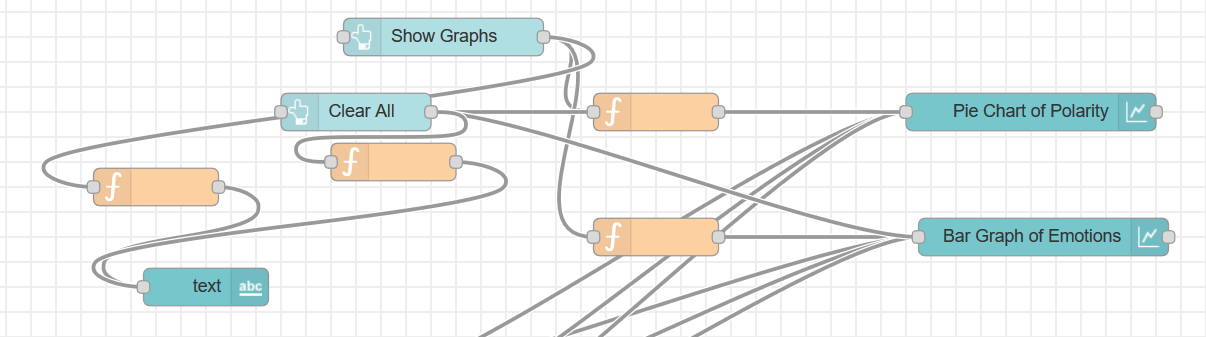 Show Graphs
Clear All
Pie Chart of Polarity
Bar Graph of Emotions
text
abc